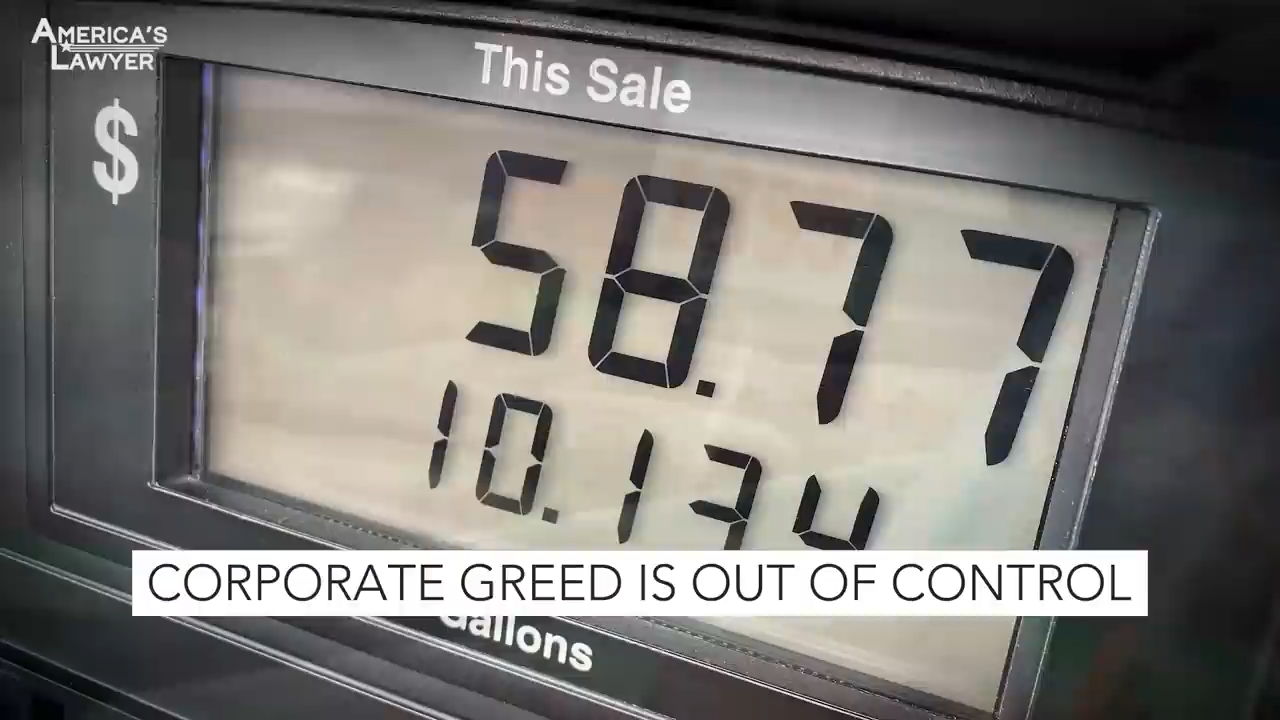 AMERICA'S
LAWYER
This Sale
$
58.77
10.134
CORPORATE GREED IS OUT OF CONTROL
Gallons